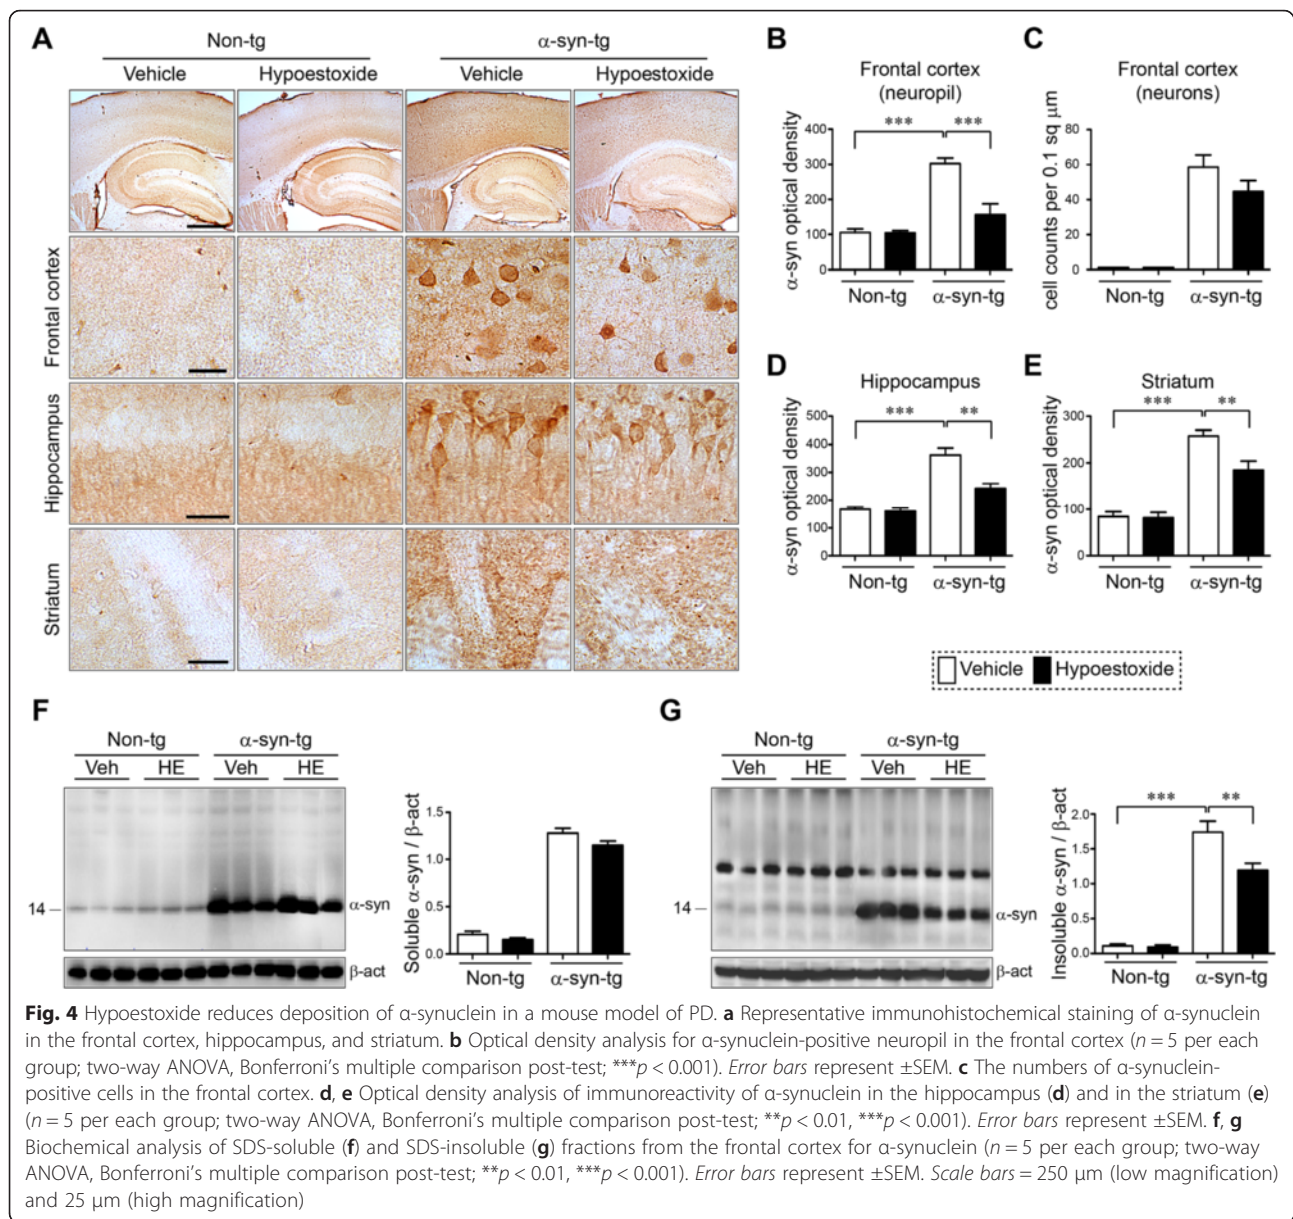 A
Non-tg
α-syn-tg
Vehicle
Hypoestoxide
Vehicle
Hypoestoxide
Frontal cortex
Hippocampus
Striatum
B
Frontal cortex
(neuropil)
***
***
α-syn optical density
400
300
200
100
0
Non-tg
α-syn-tg
C
Frontal cortex
(neurons)
cell counts per 0.1 sq μm
80
60
40
20
0
Non-tg
α-syn-tg
D
Hippocampus
***
**
α-syn optical density
500
400
300
200
100
0
Non-tg
α-syn-tg
E
Striatum
***
**
α-syn optical density
300
200
100
0
Non-tg
α-syn-tg
Vehicle
Hypoestoxide
F
Non-tg
α-syn-tg
Veh
HE
Veh
HE
14
α-syn
β-act
Soluble α-syn / β-act
1.5
1.0
0.5
0.0
Non-tg
α-syn-tg
G
Non-tg
α-syn-tg
Veh
HE
Veh
HE
14
α-syn
β-act
Insoluble α-syn / β-act
***
**
2.0
1.5
1.0
0.5
0.0
Non-tg
α-syn-tg
Fig. 4 Hypoestoxide reduces deposition of α-synuclein in a mouse model of PD. a Representative immunohistochemical staining of α-synuclein
in the frontal cortex, hippocampus, and striatum. b Optical density analysis for α-synuclein-positive neuropil in the frontal cortex (n = 5 per each
group; two-way ANOVA, Bonferroni's multiple comparison post-test; ***p < 0.001). Error bars represent ±SEM. c The numbers of α-synuclein-
positive cells in the frontal cortex. d, e Optical density analysis of immunoreactivity of α-synuclein in the hippocampus (d) and in the striatum (e)
(n = 5 per each group; two-way ANOVA, Bonferroni's multiple comparison post-test; **p < 0.01, ***p < 0.001). Error bars represent ±SEM. f, g
Biochemical analysis of SDS-soluble (f) and SDS-insoluble (g) fractions from the frontal cortex for α-synuclein (n = 5 per each group; two-way
ANOVA, Bonferroni's multiple comparison post-test; **p < 0.01, ***p < 0.001). Error bars represent ±SEM. Scale bars = 250 μm (low magnification)
and 25 μm (high magnification)